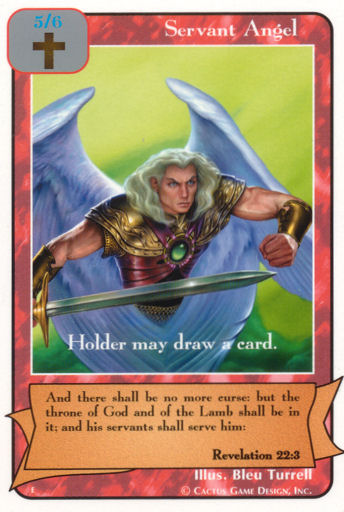 5/6
Servant Angel
Holder may draw a card.
And there shall be no more curse: but the
throne of God and of the Lamb shall be in
it; and his servants shall serve him:
Revelation 22:3
Illus. Bleu Turrell
E
© Cactus Game Design, Inc.